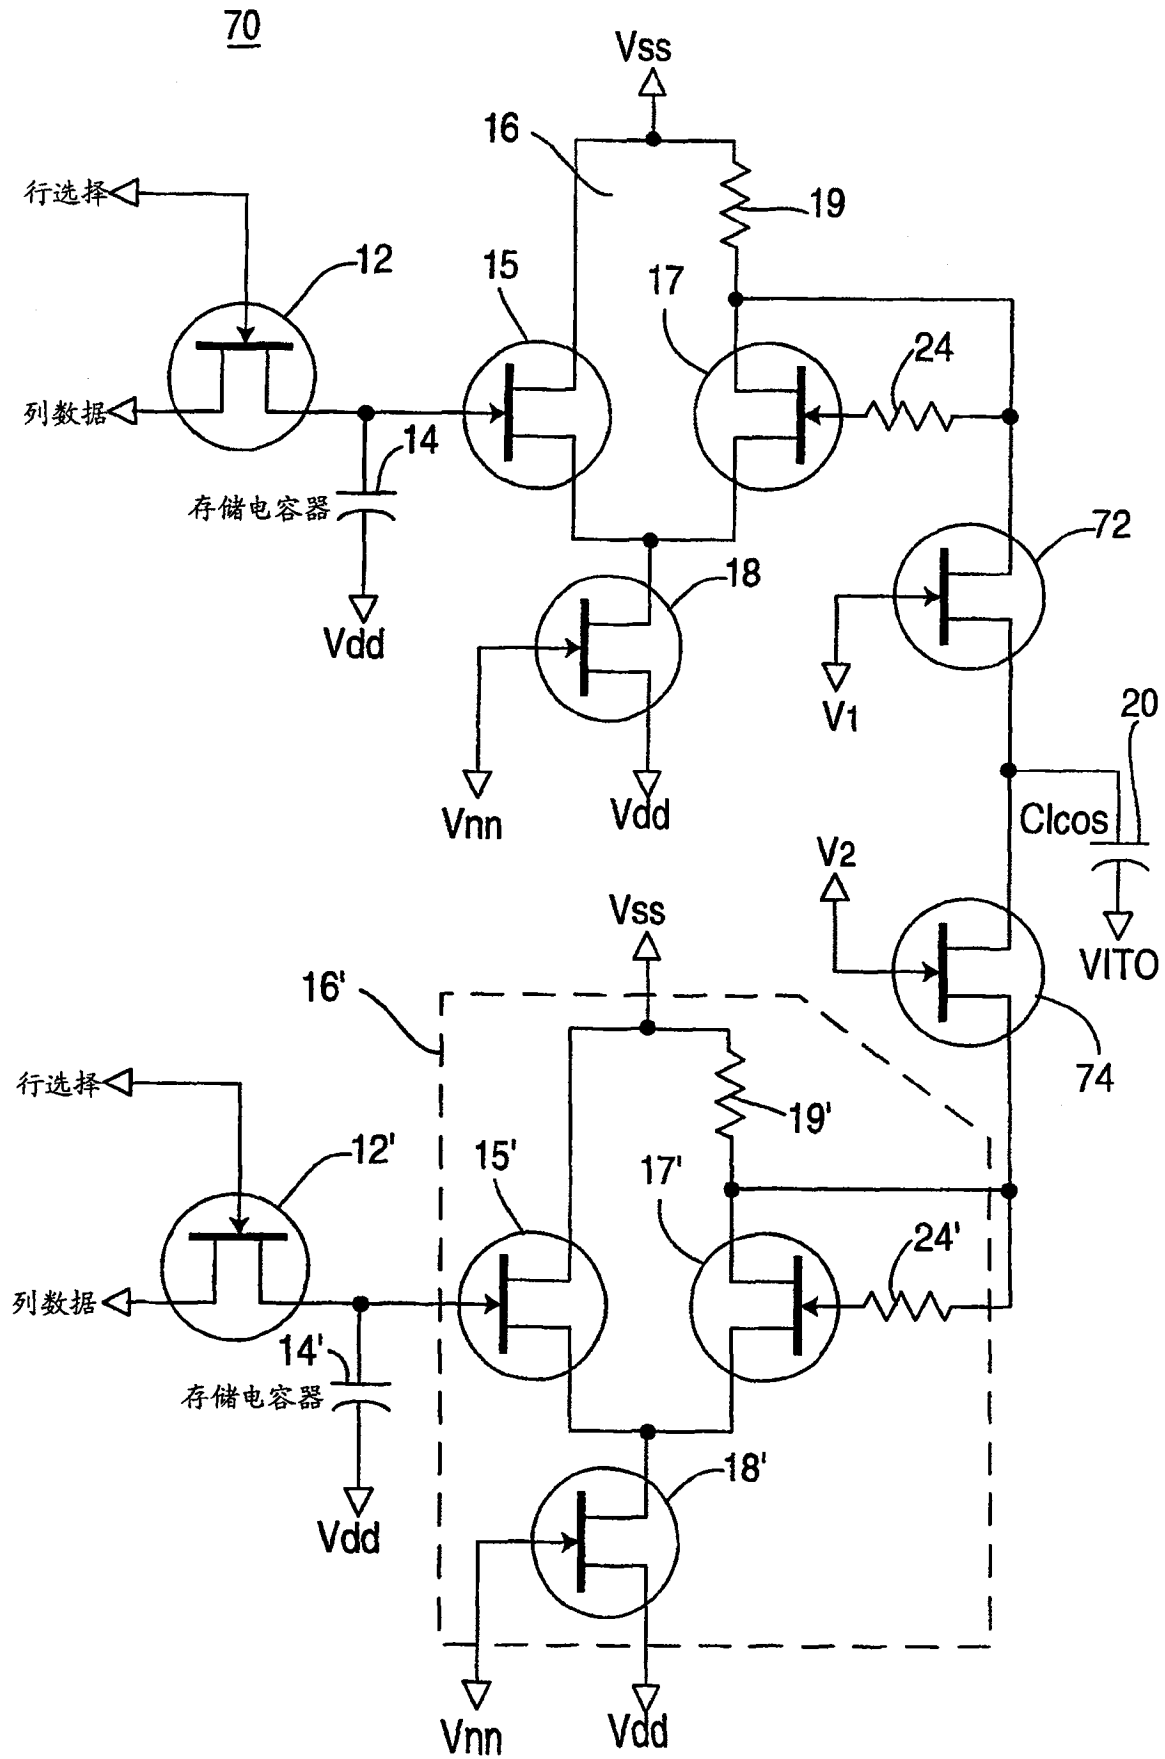 70
Vss
16
行选择
19
12
15
17
24
列数据
14
存储电容器
72
18
Vdd
V1
20
Vnn
Vdd
Clcos
V2
Vss
VITO
16'
74
行选择
19'
12'
15'
17'
24'
列数据
14'
存储电容器
18'
Vdd
Vnn
Vdd